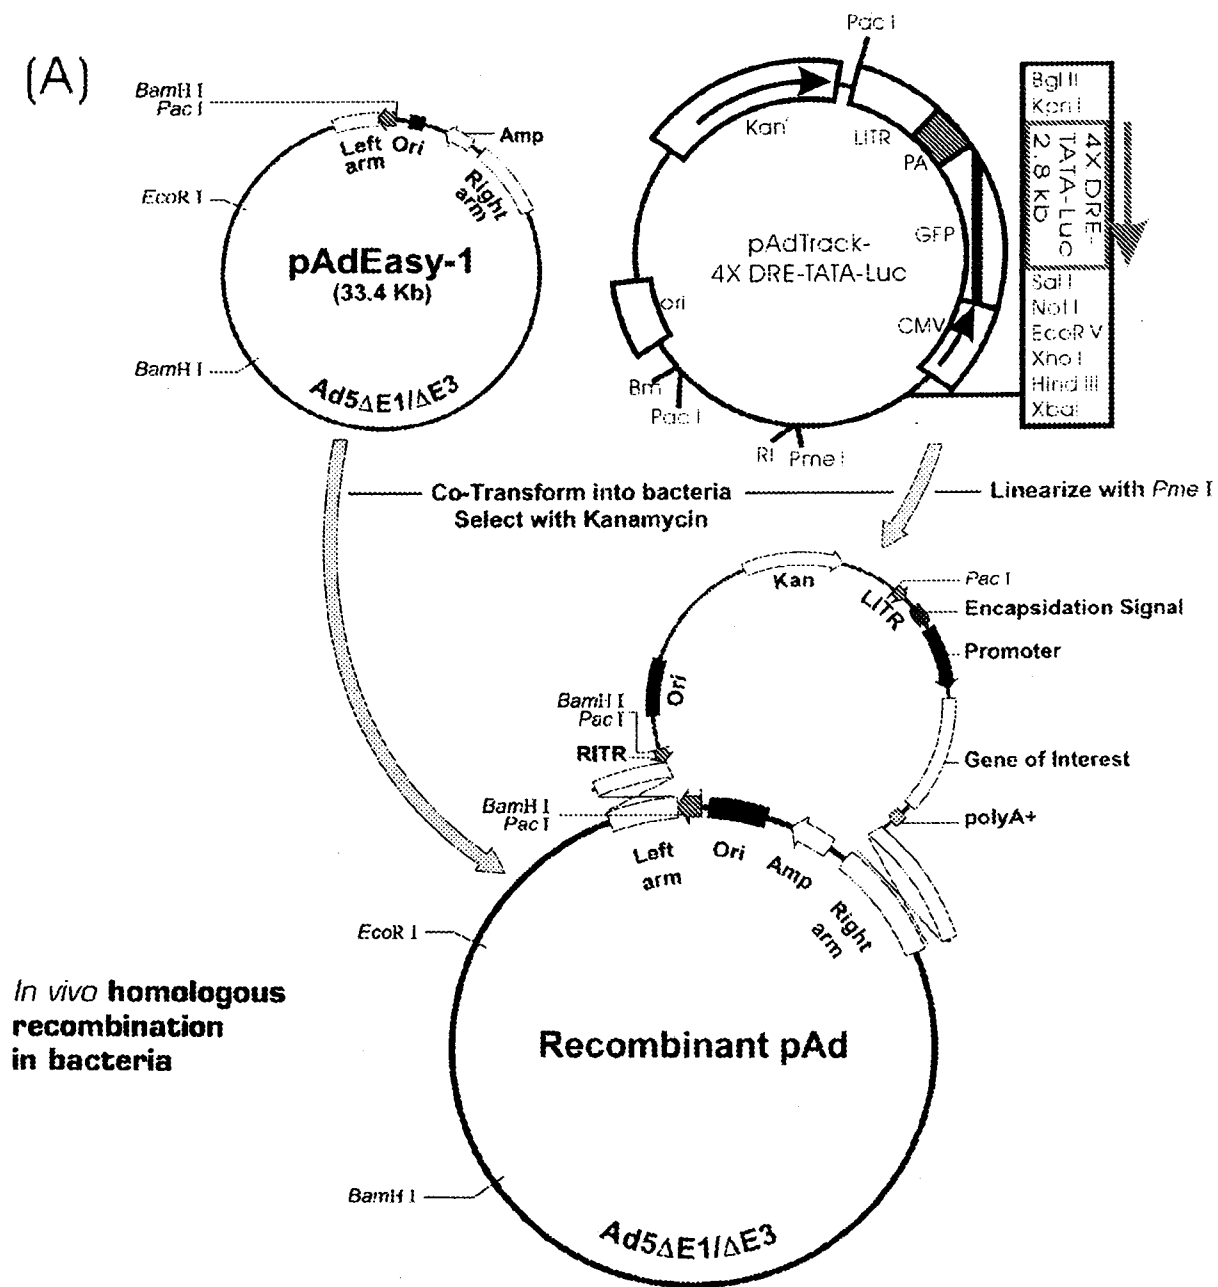 (A)
BamH I
Pac I
Left
arm
Ori
Amp
Right
arm
EcoR I
pAdEasy-1
(33.4 Kb)
BamH I
Ad5ΔE1/ΔE3
Pac I
Kanʳ
LITR
PA
GFP
pAdTrack-
4X DRE-TATA-Luc
CMV
ori
Bm
Pac I
RI
Pme I
Bgl II
Kpn I
4X DRE-
TATA-Luc
2.8 kb
Sal I
Not I
EcoR V
Xho I
Hind III
Xba I
Co-Transform into bacteria
Select with Kanamycin
Linearize with Pme I
Kan
Pac I
LITR
Encapsidation Signal
Promoter
Ori
BamH I
Pac I
RITR
Gene of Interest
polyA+
BamH I
Pac I
Left
arm
Ori
Amp
Right
arm
EcoR I
In vivo homologous
recombination
in bacteria
Recombinant pAd
BamH I
Ad5ΔE1/ΔE3